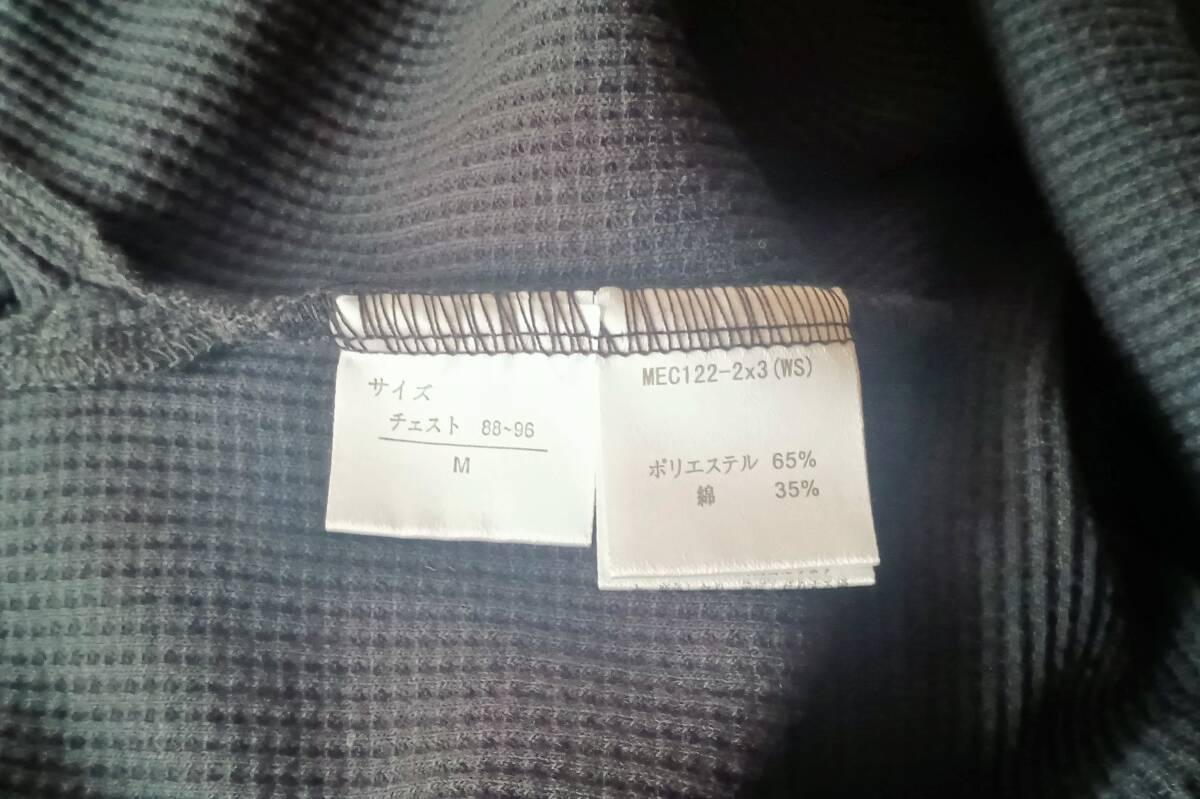 サイズ
チェスト 88~96
M
MEC122-2x3(WS)
ポリエステル 65%
綿 35%